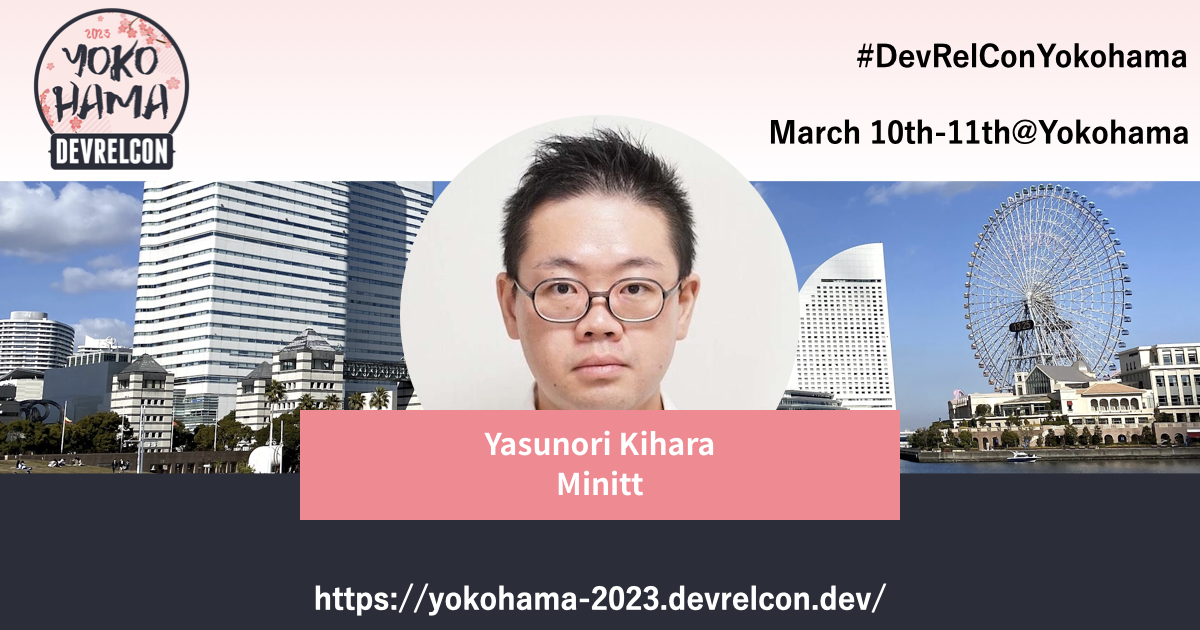 2023
YOKO
HAMA
DEVRELCON
#DevRelConYokohama
March 10th-11th@Yokohama
Yasunori Kihara
Minitt
https://yokohama-2023.devrelcon.dev/